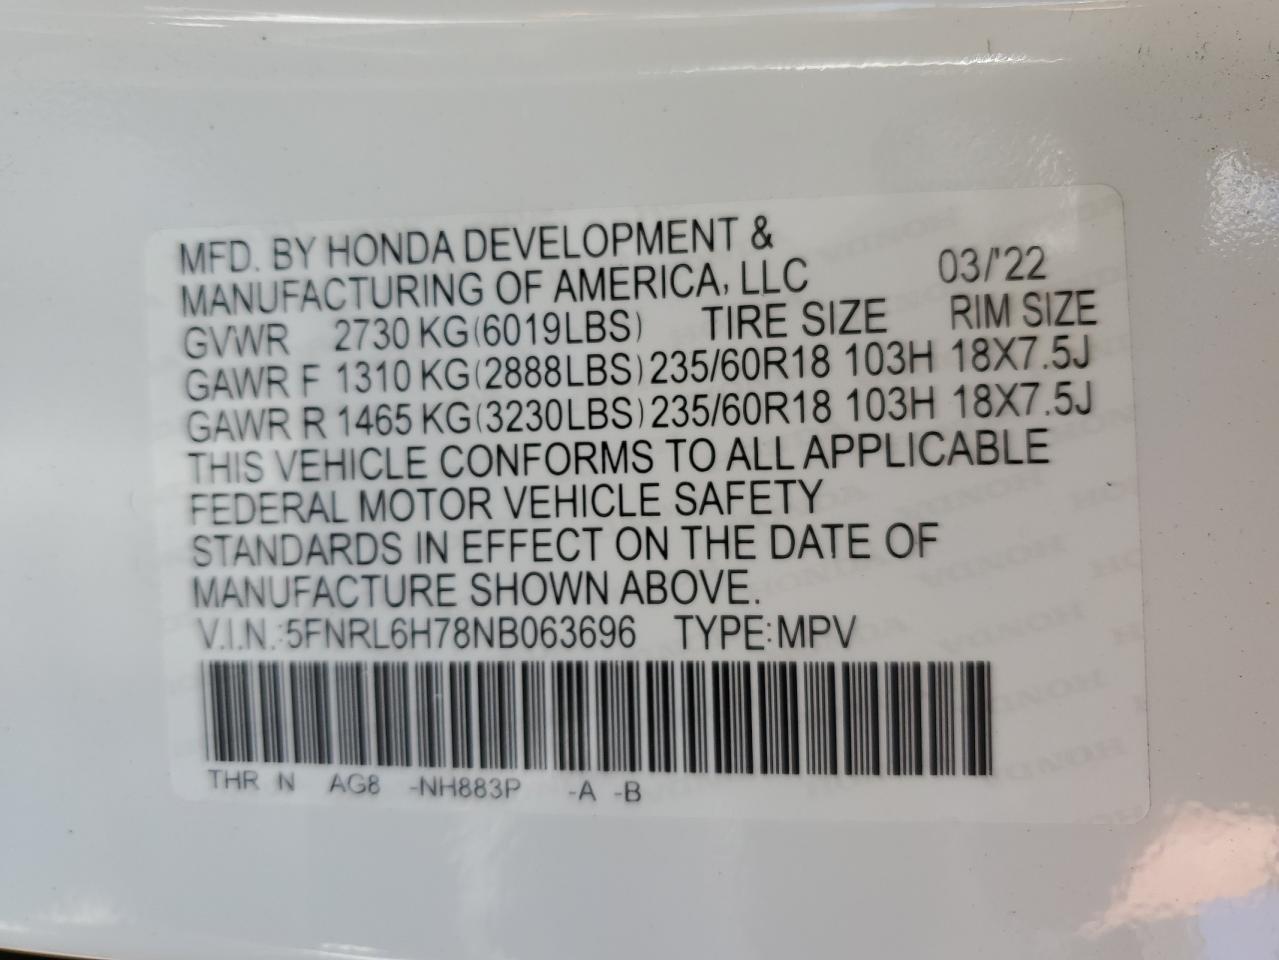 MFD. BY HONDA DEVELOPMENT &
MANUFACTURING OF AMERICA, LLC 03/'22
GVWR 2730 KG(6019LBS) TIRE SIZE RIM SIZE
GAWR F 1310 KG(2888LBS) 235/60R18 103H 18X7.5J
GAWR R 1465 KG(3230LBS) 235/60R18 103H 18X7.5J
THIS VEHICLE CONFORMS TO ALL APPLICABLE
FEDERAL MOTOR VEHICLE SAFETY
STANDARDS IN EFFECT ON THE DATE OF
MANUFACTURE SHOWN ABOVE.
V.I.N.:5FNRL6H78NB063696 TYPE:MPV
THR N AG8 -NH883P -A -B